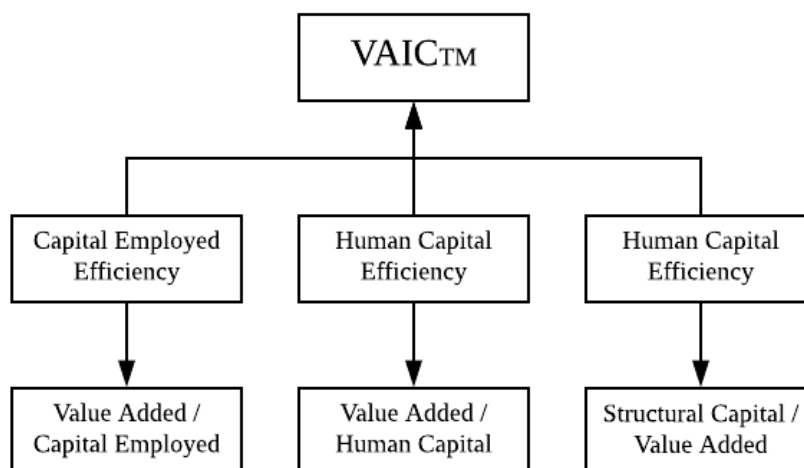 VAICTM
Capital Employed
Efficiency
Human Capital
Efficiency
Human Capital
Efficiency
Value Added /
Capital Employed
Value Added /
Human Capital
Structural Capital /
Value Added